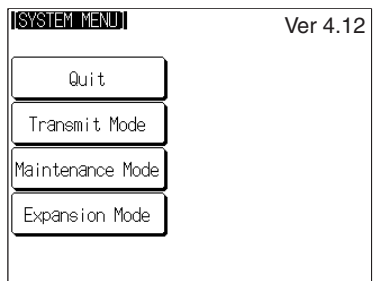 [SYSTEM MENU]
Ver 4.12
Quit
Transmit Mode
Maintenance Mode
Expansion Mode